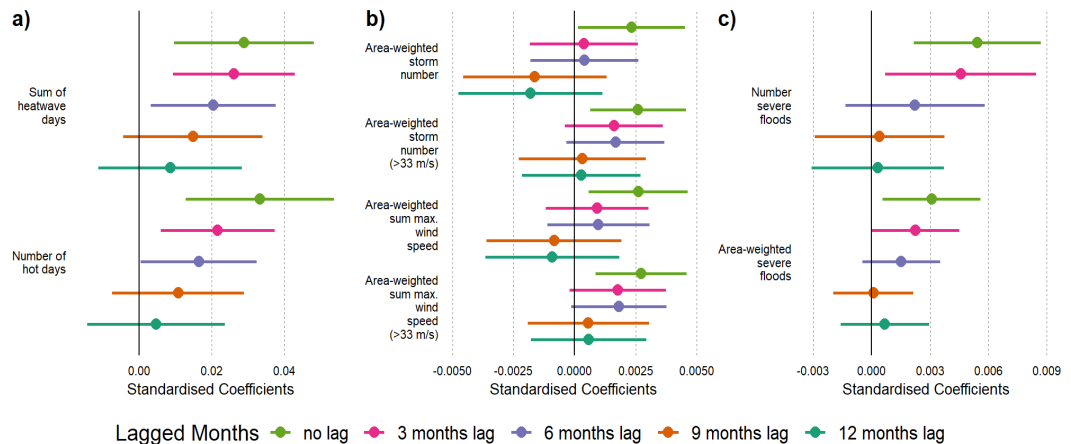 a)
Sum of
heatwave
days
Number of
hot days
0.00 0.02 0.04
Standardised Coefficients
b)
Area-weighted
storm
number
Area-weighted
storm
number
(>33 m/s)
Area-weighted
sum max.
wind
speed
Area-weighted
sum max.
wind
speed
(>33 m/s)
-0.0050 -0.0025 0.0000 0.0025 0.0050
Standardised Coefficients
c)
Number
severe
floods
Area-weighted
severe
floods
-0.003 0.000 0.003 0.006 0.009
Standardised Coefficients
Lagged Months no lag 3 months lag 6 months lag 9 months lag 12 months lag